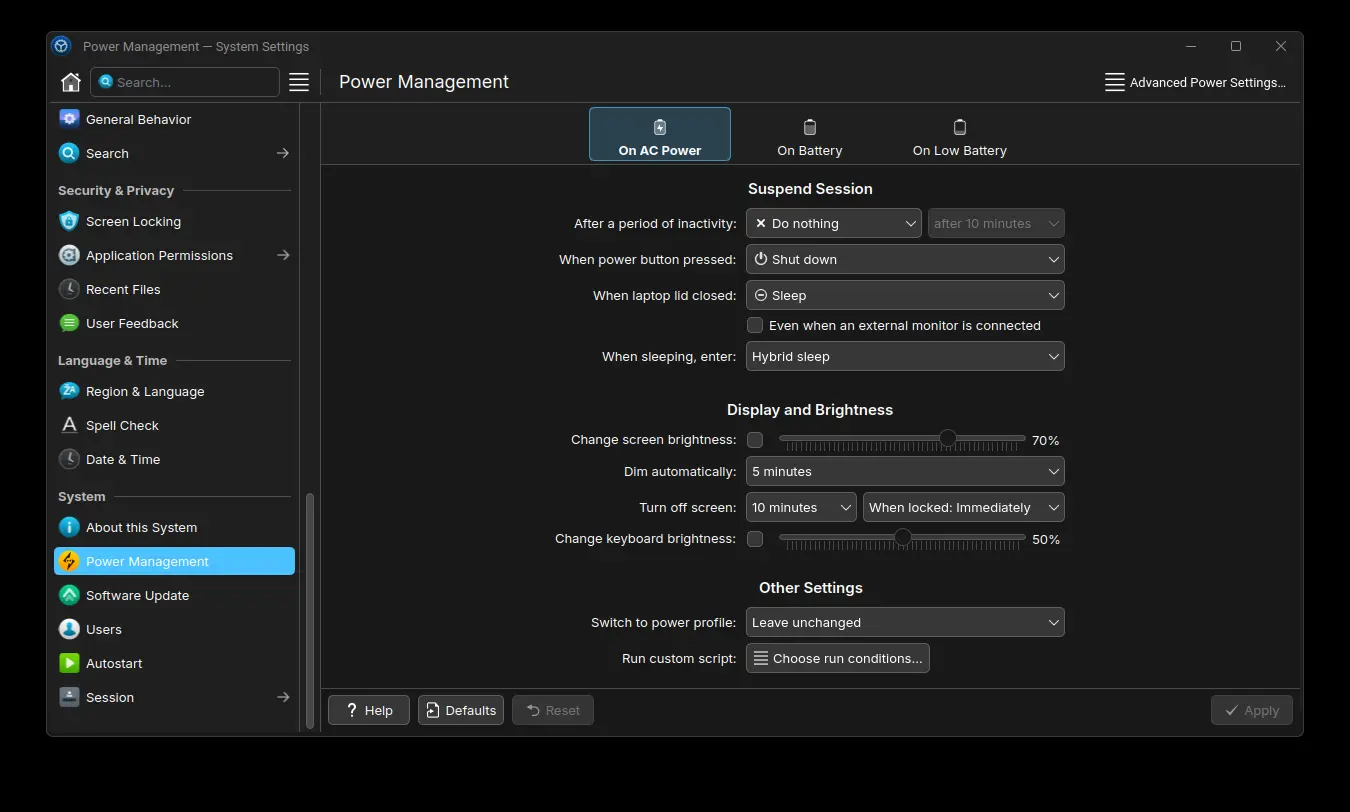 Power Management — System Settings
Search...
Power Management
Advanced Power Settings...
General Behavior
Search
Security & Privacy
Screen Locking
Application Permissions
Recent Files
User Feedback
Language & Time
Region & Language
Spell Check
Date & Time
System
About this System
Power Management
Software Update
Users
Autostart
Session
On AC Power
On Battery
On Low Battery
Suspend Session
After a period of inactivity: Do nothing after 10 minutes
When power button pressed: Shut down
When laptop lid closed: Sleep
Even when an external monitor is connected
When sleeping, enter: Hybrid sleep
Display and Brightness
Change screen brightness: 70%
Dim automatically: 5 minutes
Turn off screen: 10 minutes When locked: Immediately
Change keyboard brightness: 50%
Other Settings
Switch to power profile: Leave unchanged
Run custom script: Choose run conditions...
Help
Defaults
Reset
Apply